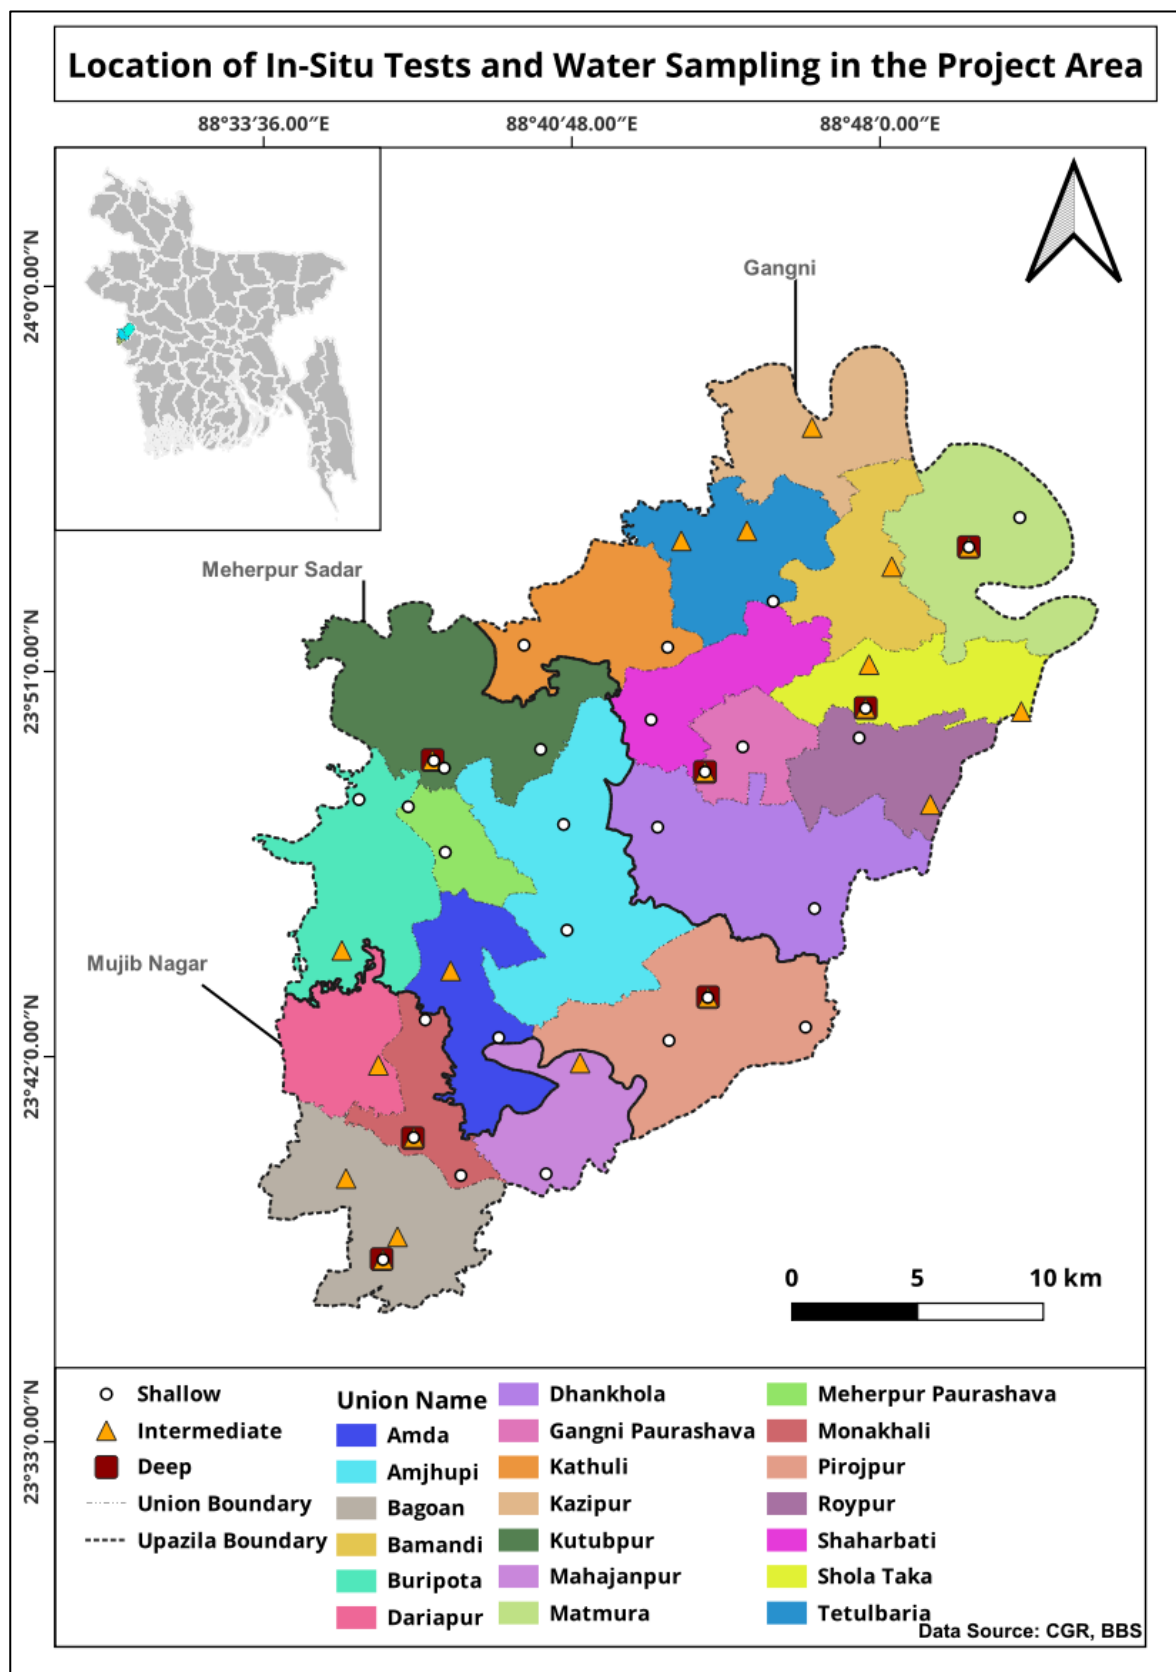 Location of In-Situ Tests and Water Sampling in the Project Area
88°33′36.00″E
88°40′48.00″E
88°48′0.00″E
24°0′0.00″N
23°51′0.00″N
23°42′0.00″N
23°33′0.00″N
Gangni
Meherpur Sadar
Mujib Nagar
0 5 10 km
Shallow
Intermediate
Deep
Union Boundary
Upazila Boundary
Union Name
Amda
Amjhupi
Bagoan
Bamandi
Buripota
Dariapur
Dhankhola
Gangni Paurashava
Kathuli
Kazipur
Kutubpur
Mahajanpur
Matmura
Meherpur Paurashava
Monakhali
Pirojpur
Roypur
Shaharbati
Shola Taka
Tetulbaria
Data Source: CGR, BBS